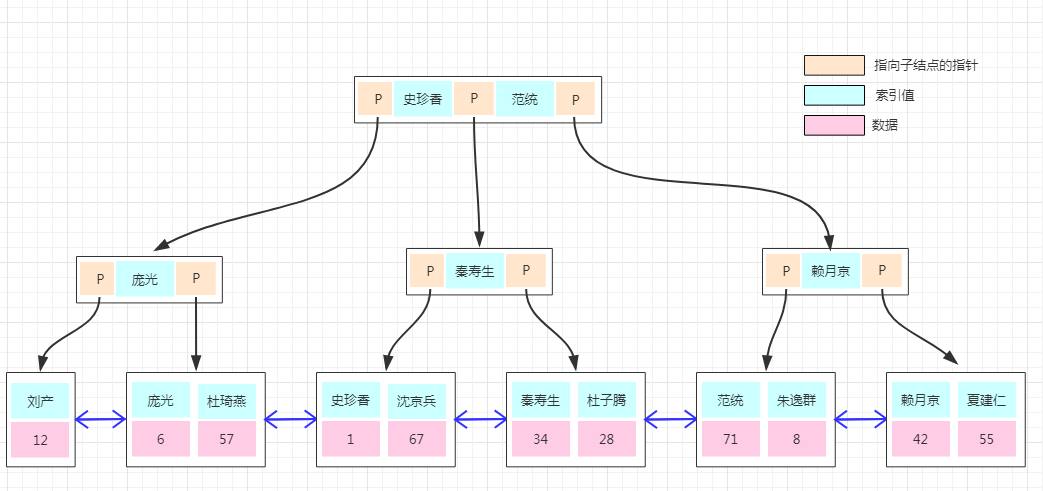 指向子结点的指针
P 史珍香 P 范统 P
索引值
数据
P 庞光 P
P 秦寿生 P
P 赖月京 P
刘产
庞光 杜琦燕
史珍香 沈京兵
秦寿生 杜子腾
范统 朱逸群
赖月京 夏建仁
12
6 57
1 67
34 28
71 8
42 55